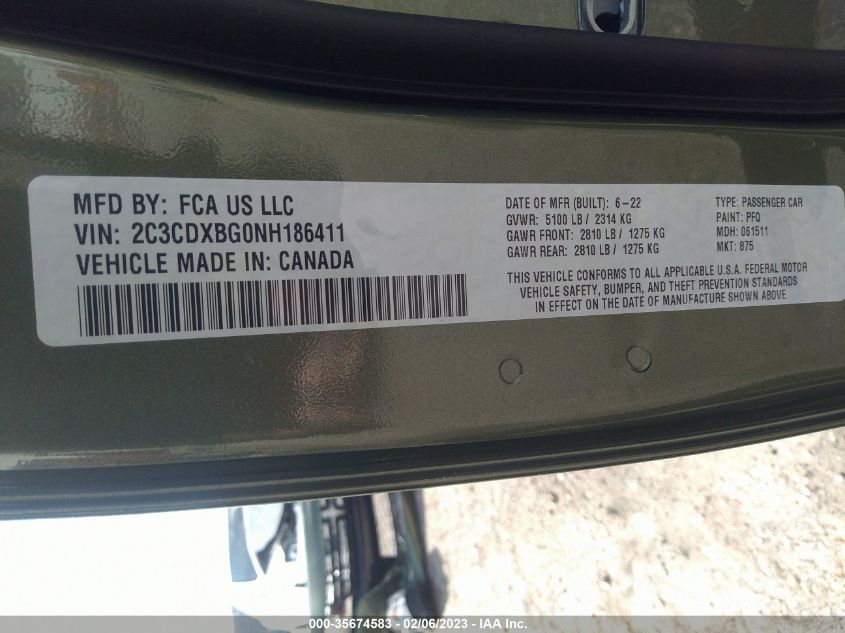 MFD BY: FCA US LLC
VIN: 2C3CDXBG0NH186411
VEHICLE MADE IN: CANADA
DATE OF MFR (BUILT): 6-22
GVWR: 5100 LB / 2314 KG
GAWR FRONT: 2810 LB / 1275 KG
GAWR REAR: 2810 LB / 1275 KG
TYPE: PASSENGER CAR
PAINT: PFQ
MDH: 061511
MKT: 875
THIS VEHICLE CONFORMS TO ALL APPLICABLE U.S.A. FEDERAL MOTOR
VEHICLE SAFETY, BUMPER, AND THEFT PREVENTION STANDARDS
IN EFFECT ON THE DATE OF MANUFACTURE SHOWN ABOVE
000-35674583 - 02/06/2023 - IAA Inc.